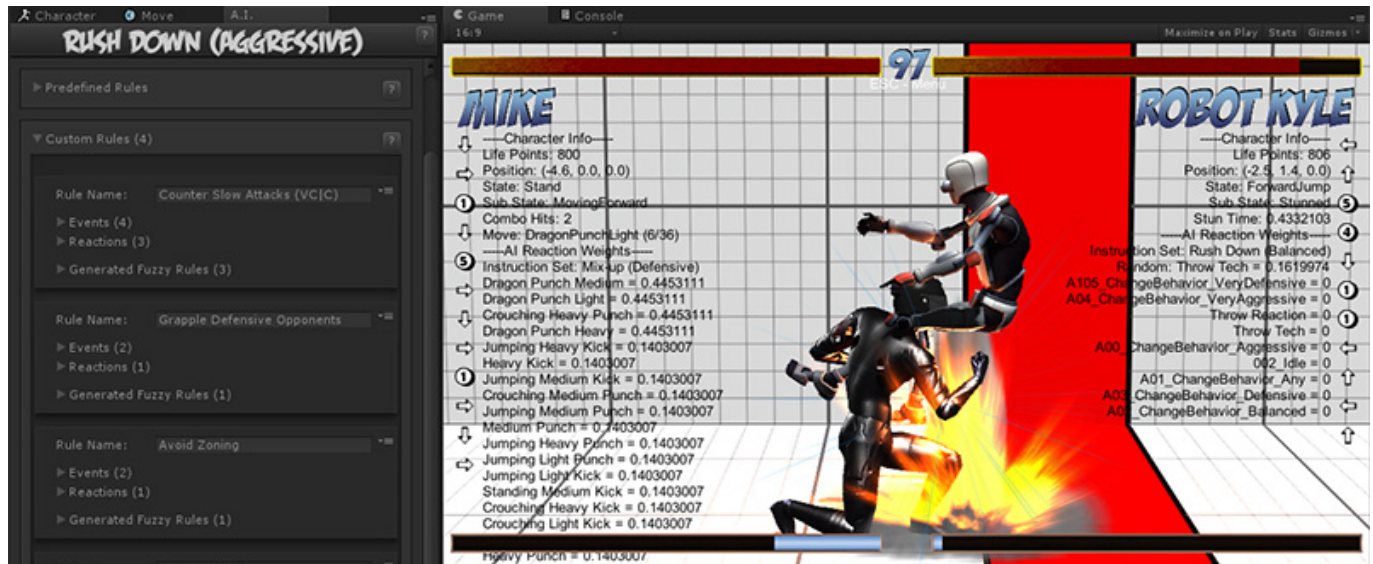 Character
Move
A.I.
RUSH DOWN (AGGRESSIVE)
?
Predefined Rules
?
Custom Rules (4)
?
Rule Name: Counter Slow Attacks (VC|C)
Events (4)
Reactions (3)
Generated Fuzzy Rules (3)
Rule Name: Grapple Defensive Opponents
Events (2)
Reactions (1)
Generated Fuzzy Rules (1)
Rule Name: Avoid Zoning
Events (2)
Reactions (1)
Generated Fuzzy Rules (1)
Game
Console
16:9
Maximize on Play Stats Gizmos
97
ESC - Menu
MIKE
-----Character Info-----
Life Points: 800
Position: (-4.6, 0.0, 0.0)
State: Stand
1 Sub State: MovingForward
Combo Hits: 2
Move: DragonPunchLight (6/36)
-----AI Reaction Weights-----
5 Instruction Set: Mix-up (Defensive)
Dragon Punch Medium = 0.4453111
Dragon Punch Light = 0.4453111
Crouching Heavy Punch = 0.4453111
Dragon Punch Heavy = 0.4453111
Jumping Heavy Kick = 0.1403007
Heavy Kick = 0.1403007
1 Jumping Medium Kick = 0.1403007
Crouching Medium Punch = 0.1403007
Jumping Medium Punch = 0.1403007
Medium Punch = 0.1403007
Jumping Heavy Punch = 0.1403007
Jumping Light Punch = 0.1403007
Jumping Light Kick = 0.1403007
Standing Medium Kick = 0.1403007
Crouching Heavy Kick = 0.1403007
Crouching Light Kick = 0.1403007
Heavy Punch = 0.1403007
ROBOT KYLE
-----Character Info-----
Life Points: 806
Position: (-2.5, 1.4, 0.0)
State: ForwardJump
Sub State: Stunned 5
Stun Time: 0.4332103
-----AI Reaction Weights----- 4
Instruction Set: Rush Down (Balanced)
Random: Throw Tech = 0.1619974
A105_ChangeBehavior_VeryDefensive = 0 1
A04_ChangeBehavior_VeryAggressive = 0
Throw Reaction = 0 1
Throw Tech = 0
A00_ChangeBehavior_Aggressive = 0
002_Idle = 0
A01_ChangeBehavior_Any = 0
A03_ChangeBehavior_Defensive = 0
ChangeBehavior_Balanced = 0